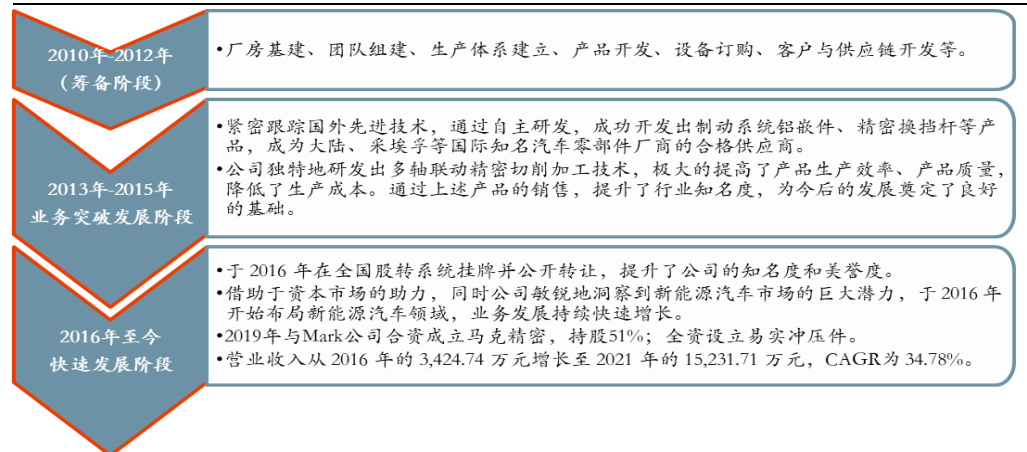 2010年-2012年
（筹备阶段）
•厂房基建、团队组建、生产体系建立、产品开发、设备订购、客户与供应链开发等。
2013年-2015年
业务突破发展阶段
•紧密跟踪国外先进技术，通过自主研发，成功开发出制动系统铝嵌件、精密换挡杆等产
品，成为大陆、采埃孚等国际知名汽车零部件厂商的合格供应商。
•公司独特地研发出多轴联动精密切削加工技术，极大的提高了产品生产效率、产品质量，
降低了生产成本。通过上述产品的销售，提升了行业知名度，为今后的发展奠定了良好
的基础。
2016年至今
快速发展阶段
•于 2016 年在全国股转系统挂牌并公开转让，提升了公司的知名度和美誉度。
•借助于资本市场的助力，同时公司敏锐地洞察到新能源汽车市场的巨大潜力，于 2016 年
开始布局新能源汽车领域，业务发展持续快速增长。
•2019年与Mark公司合资成立马克精密，持股51%；全资设立易实冲压件。
•营业收入从 2016 年的 3,424.74 万元增长至 2021 年的 15,231.71 万元，CAGR为 34.78%。